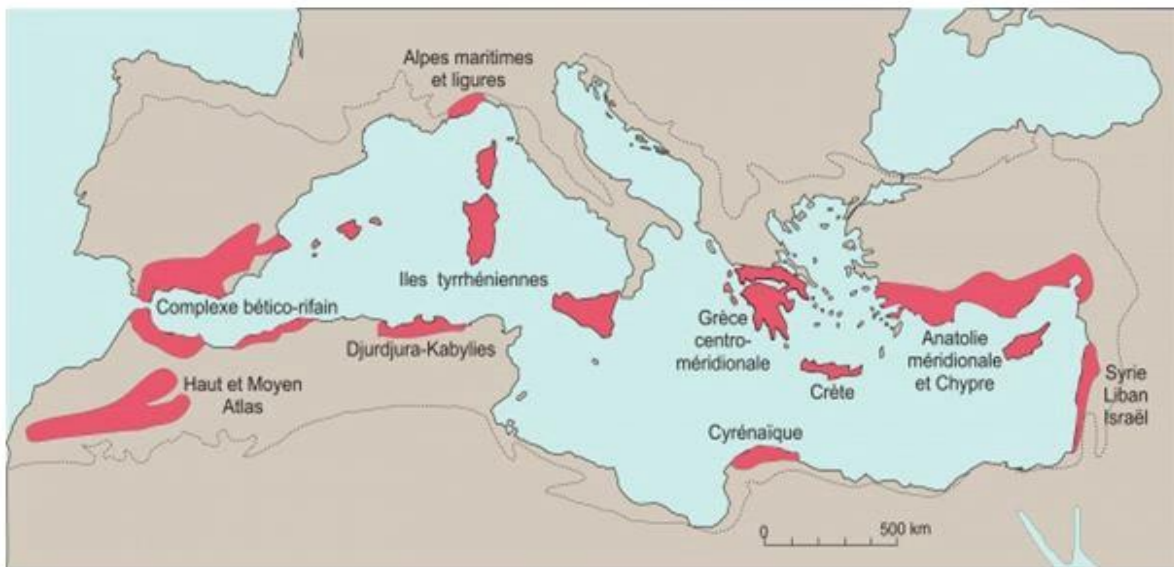 Alpes maritimes
et ligures
Complexe bético-rifain
Iles tyrrhéniennes
Djurdjura-Kabylies
Haut et Moyen
Atlas
Grèce
centro-
méridionale
Crète
Anatolie
méridionale
et Chypre
Syrie
Liban
Israël
Cyrénaïque
0 500 km